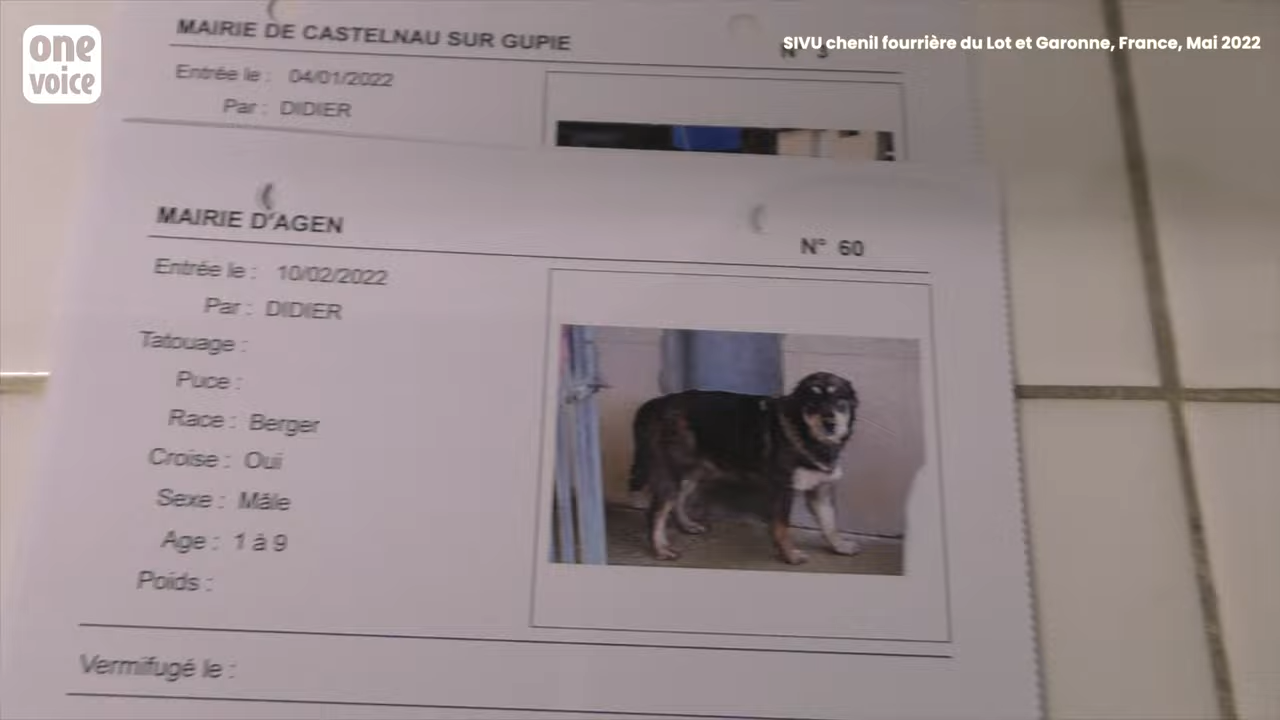 one
voice
SIVU chenil fourrière du Lot et Garonne, France, Mai 2022
MAIRIE DE CASTELNAU SUR GUPIE
N° 3
Entrée le : 04/01/2022
Par : DIDIER
MAIRIE D'AGEN
N° 60
Entrée le : 10/02/2022
Par : DIDIER
Tatouage :
Puce :
Race : Berger
Croise : Oui
Sexe : Mâle
Age : 1 à 9
Poids :
Vermifugé le :